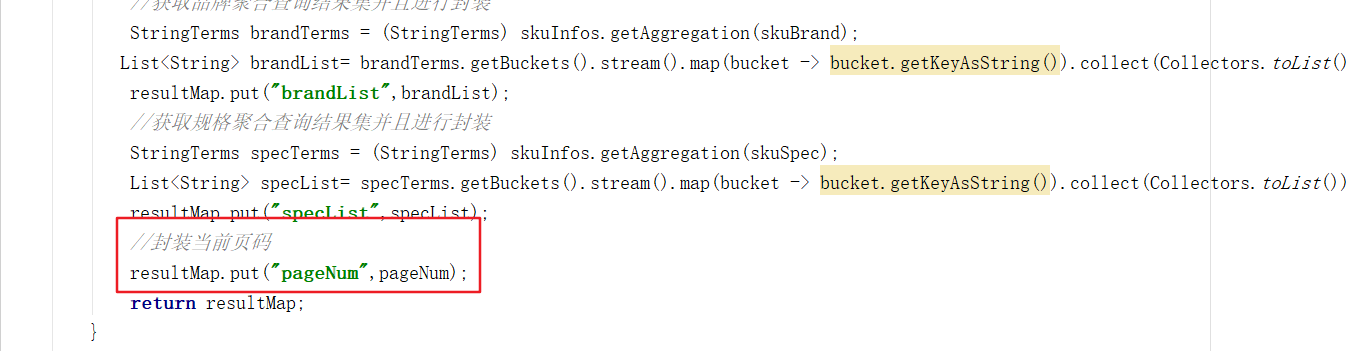 //获取品牌聚合查询结果集并且进行封装
StringTerms brandTerms = (StringTerms) skuInfos.getAggregation(skuBrand);
List<String> brandList= brandTerms.getBuckets().stream().map(bucket -> bucket.getKeyAsString()).collect(Collectors.toList()
resultMap.put("brandList",brandList);
//获取规格聚合查询结果集并且进行封装
StringTerms specTerms = (StringTerms) skuInfos.getAggregation(skuSpec);
List<String> specList= specTerms.getBuckets().stream().map(bucket -> bucket.getKeyAsString()).collect(Collectors.toList())
resultMap.put("specList",specList);
//封装当前页码
resultMap.put("pageNum",pageNum);
return resultMap;
}